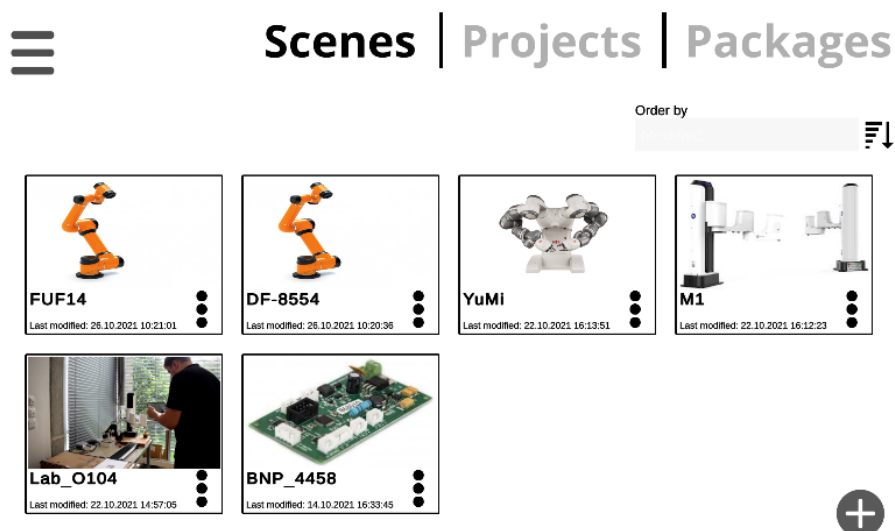 Scenes | Projects | Packages
Order by
FUF14
Last modified: 26.10.2021 10:21:01
DF-8554
Last modified: 26.10.2021 10:20:36
YuMi
Last modified: 22.10.2021 16:13:51
M1
Last modified: 22.10.2021 16:12:23
Lab_O104
Last modified: 22.10.2021 14:57:05
BNP_4458
Last modified: 14.10.2021 16:33:45